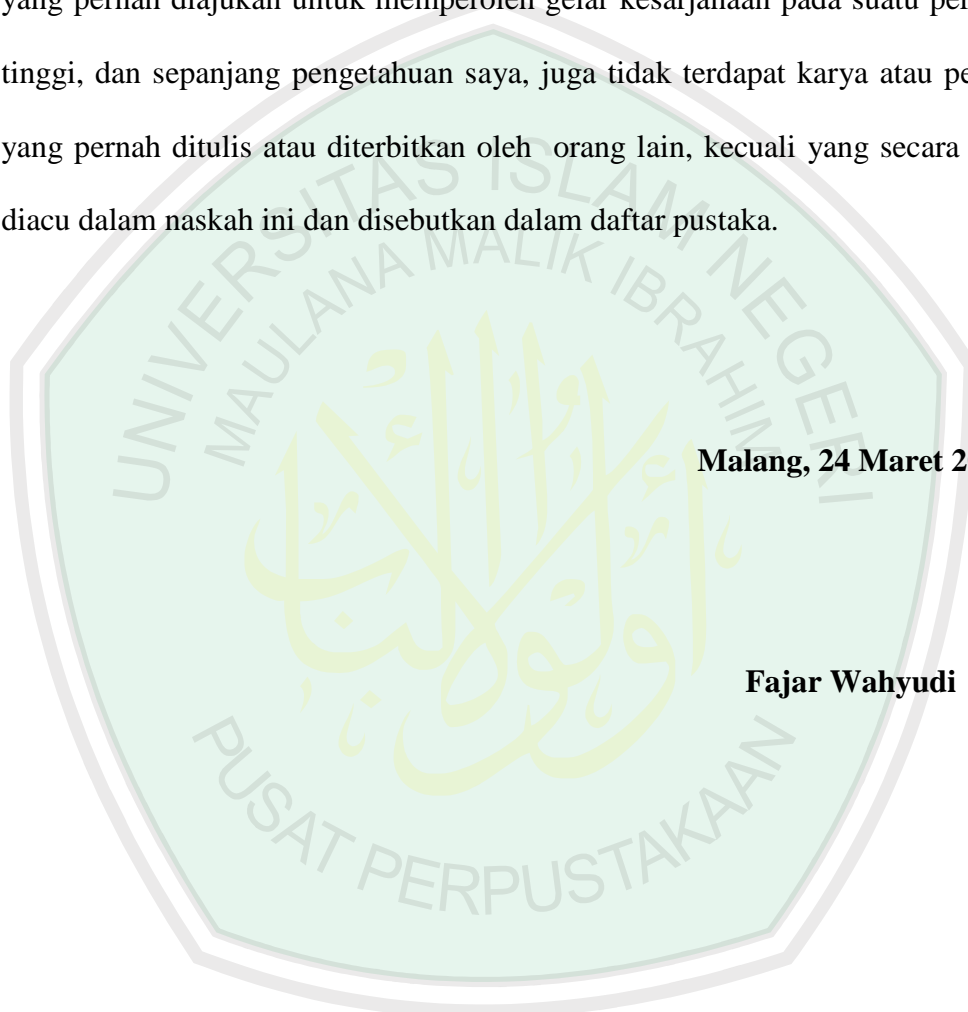 yang pernah diajukan untuk memperoleh gelar kesarjanaan pada suatu
tinggi, dan sepanjang pengetahuan saya, juga tidak terdapat karya atau
yang pernah ditulis atau diterbitkan oleh orang lain, kecuali yang secara
diacu dalam naskah ini dan disebutkan dalam daftar pustaka.
UNIVERSITAS ISLAM NEGERI
MAULANA MALIK IBRAHIM
Malang, 24 Maret 2
Fajar Wahyudi
PUSAT PERPUSTAKAAN